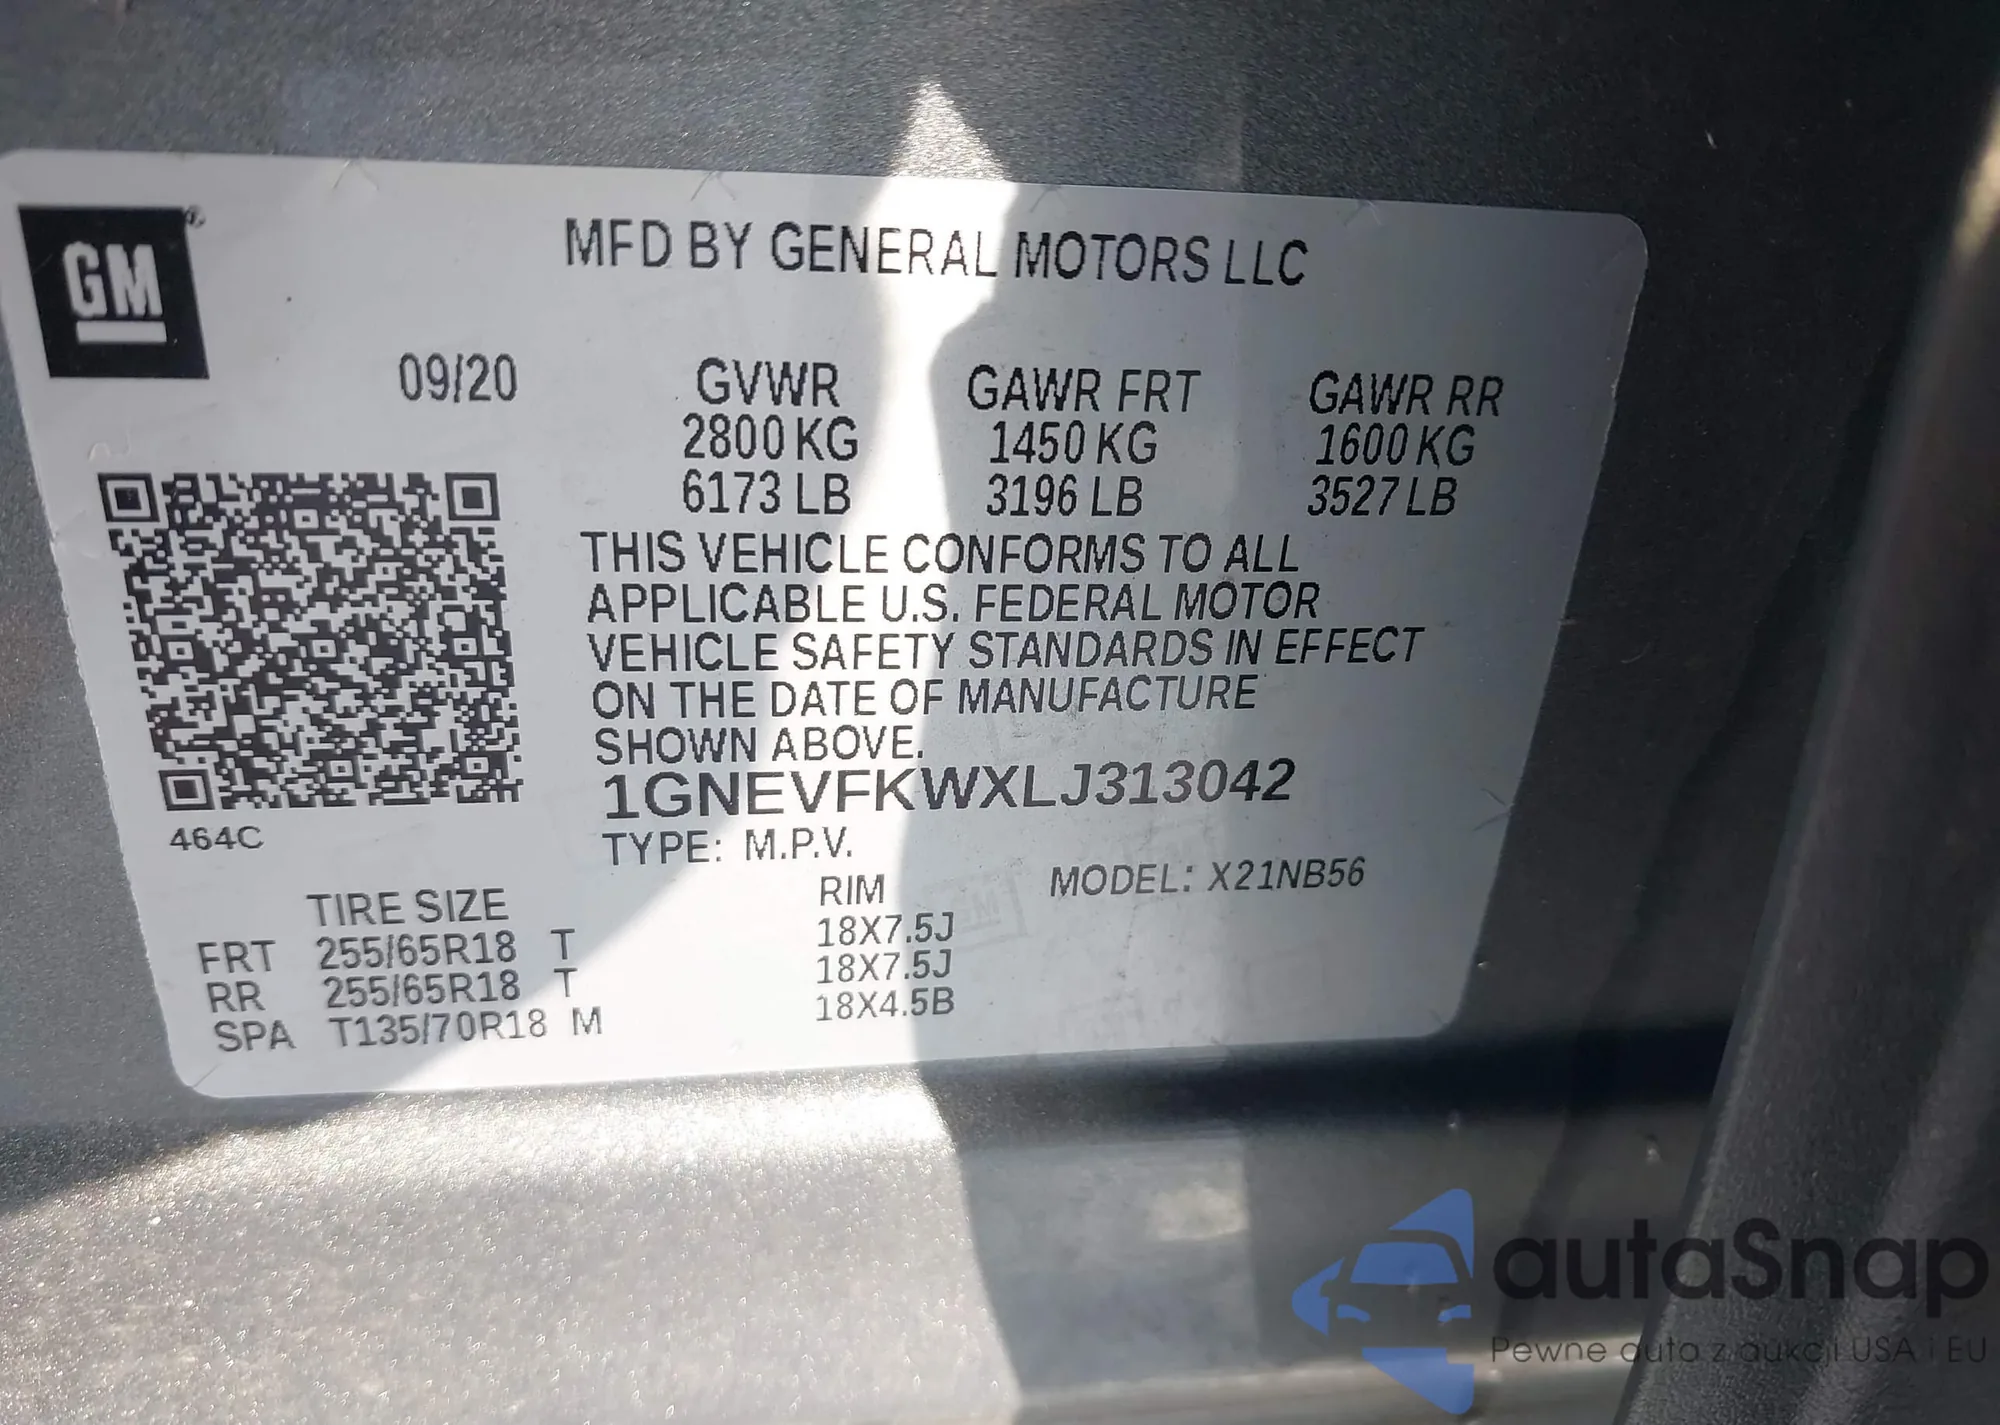 GM
MFD BY GENERAL MOTORS LLC
09/20 GVWR GAWR FRT GAWR RR
2800 KG 1450 KG 1600 KG
6173 LB 3196 LB 3527 LB
THIS VEHICLE CONFORMS TO ALL
APPLICABLE U.S. FEDERAL MOTOR
VEHICLE SAFETY STANDARDS IN EFFECT
ON THE DATE OF MANUFACTURE
SHOWN ABOVE.
1GNEVFKWXLJ313042
464C
TYPE: M.P.V. MODEL: X21NB56
TIRE SIZE RIM
FRT 255/65R18 T 18X7.5J
RR 255/65R18 T 18X7.5J
SPA T135/70R18 M 18X4.5B
autaSnap
Pewne auta z aukcji USA i EU